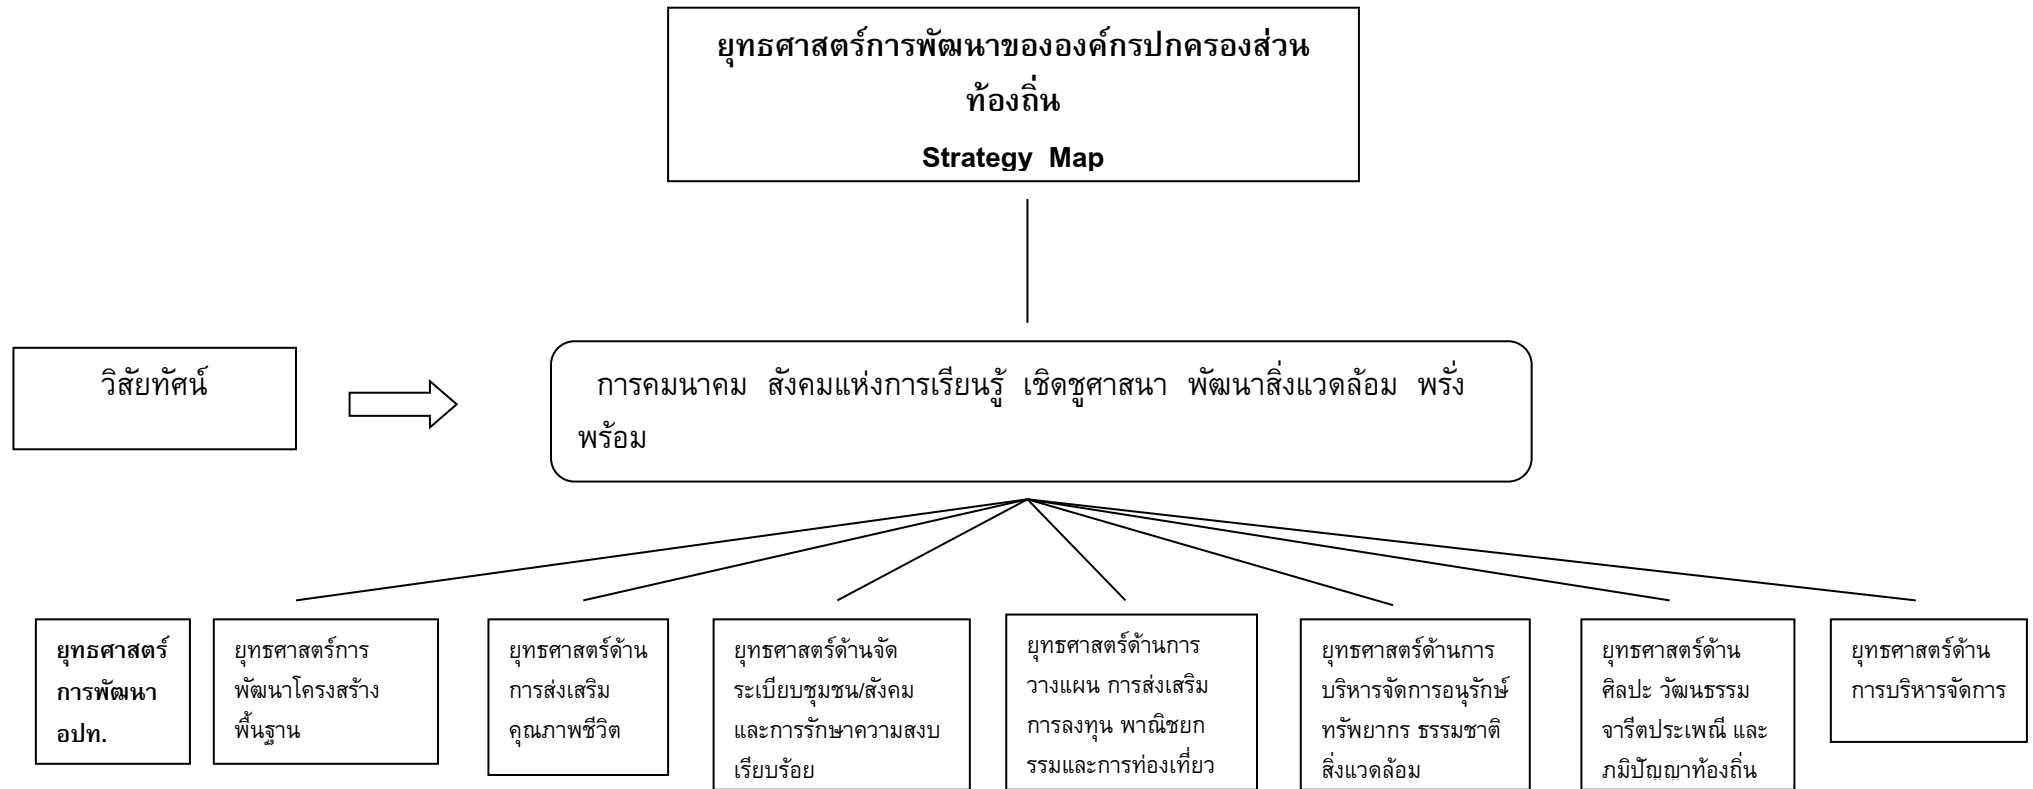 ยุทธศาสตร์การพัฒนาขององค์กรปกครองส่วน
ท้องถิ่น
Strategy Map
วิสัยทัศน์
การคมนาคม สังคมแห่งการเรียนรู้ เชิดชูศาสนา พัฒนาสิ่งแวดล้อม พรั่ง
พร้อม
ยุทธศาสตร์
การพัฒนา
อปท.
ยุทธศาสตร์การ
พัฒนาโครงสร้าง
พื้นฐาน
ยุทธศาสตร์ด้าน
การส่งเสริม
คุณภาพชีวิต
ยุทธศาสตร์ด้านจัด
ระเบียบชุมชน/สังคม
และการรักษาความสงบ
เรียบร้อย
ยุทธศาสตร์ด้านการ
วางแผน การส่งเสริม
การลงทุน พาณิชยก
รรมและการท่องเที่ยว
ยุทธศาสตร์ด้านการ
บริหารจัดการอนุรักษ์
ทรัพยากร ธรรมชาติ
สิ่งแวดล้อม
ยุทธศาสตร์ด้าน
ศิลปะ วัฒนธรรม
จารีตประเพณี และ
ภูมิปัญญาท้องถิ่น
ยุทธศาสตร์ด้าน
การบริหารจัดการ